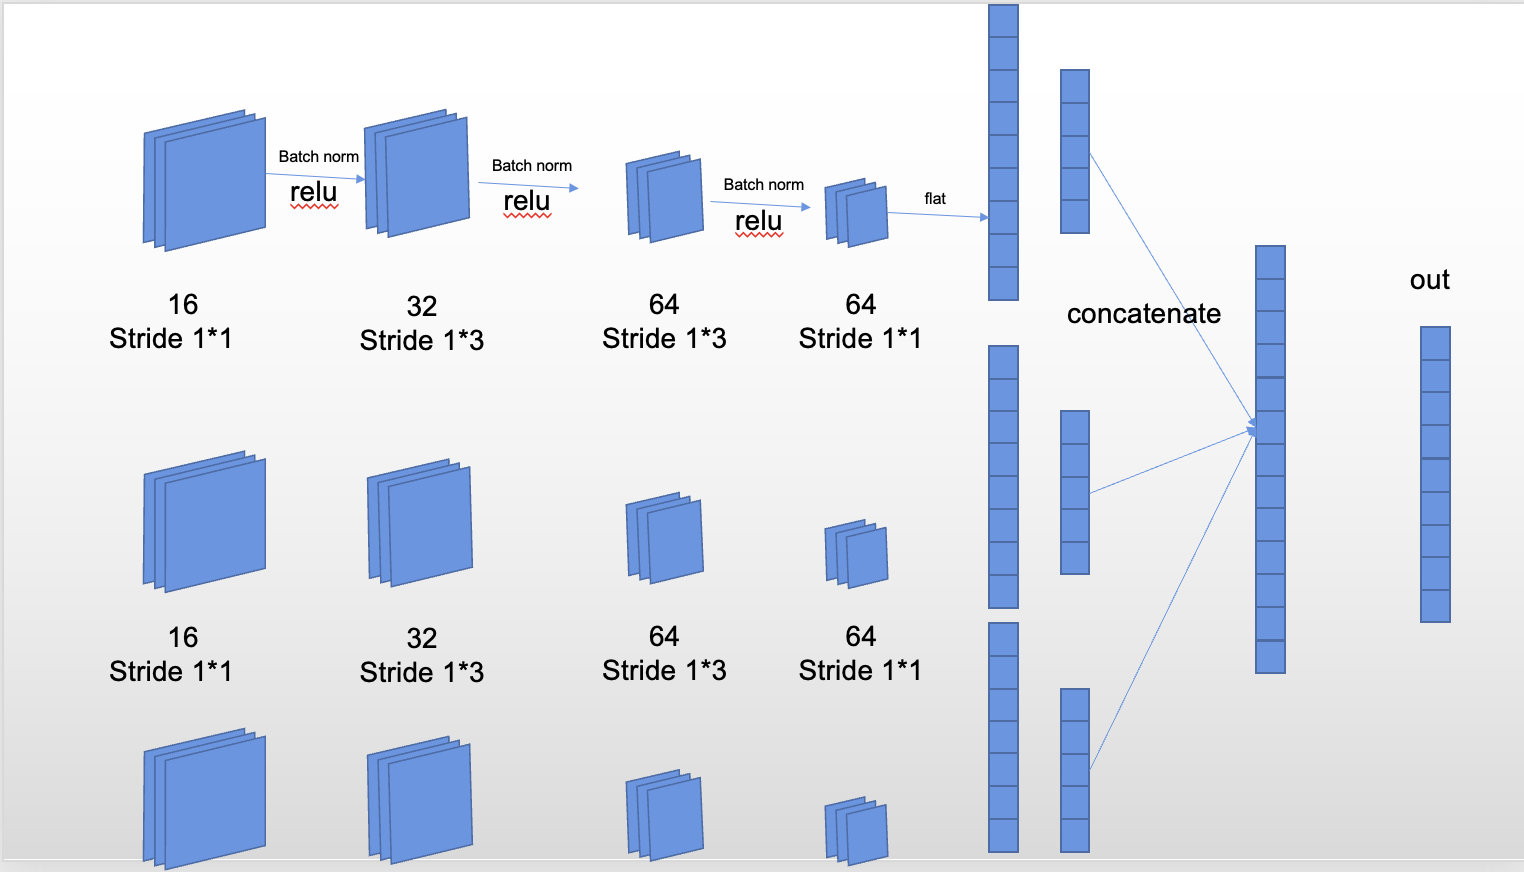 Batch norm
relu
Batch norm
relu
Batch norm
relu
flat
16
Stride 1*1
32
Stride 1*3
64
Stride 1*3
64
Stride 1*1
concatenate
out
16
Stride 1*1
32
Stride 1*3
64
Stride 1*3
64
Stride 1*1